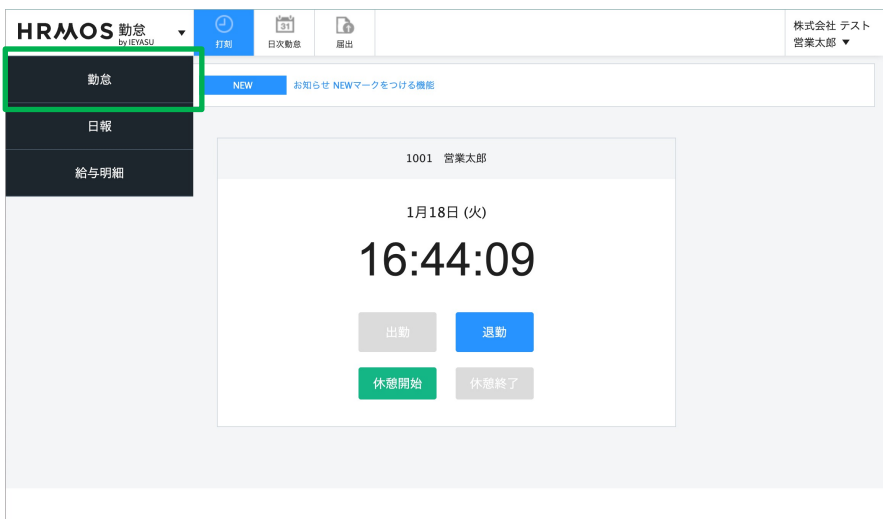 HRMOS 勤怠 ▼
by IEYASU
打刻
31
日次勤怠
届出
株式会社 テスト
営業太郎 ▼
勤怠
日報
給与明細
NEW お知らせ NEWマークをつける機能
1001 営業太郎
1月18日 (火)
16:44:09
出勤 退勤
休憩開始 休憩終了